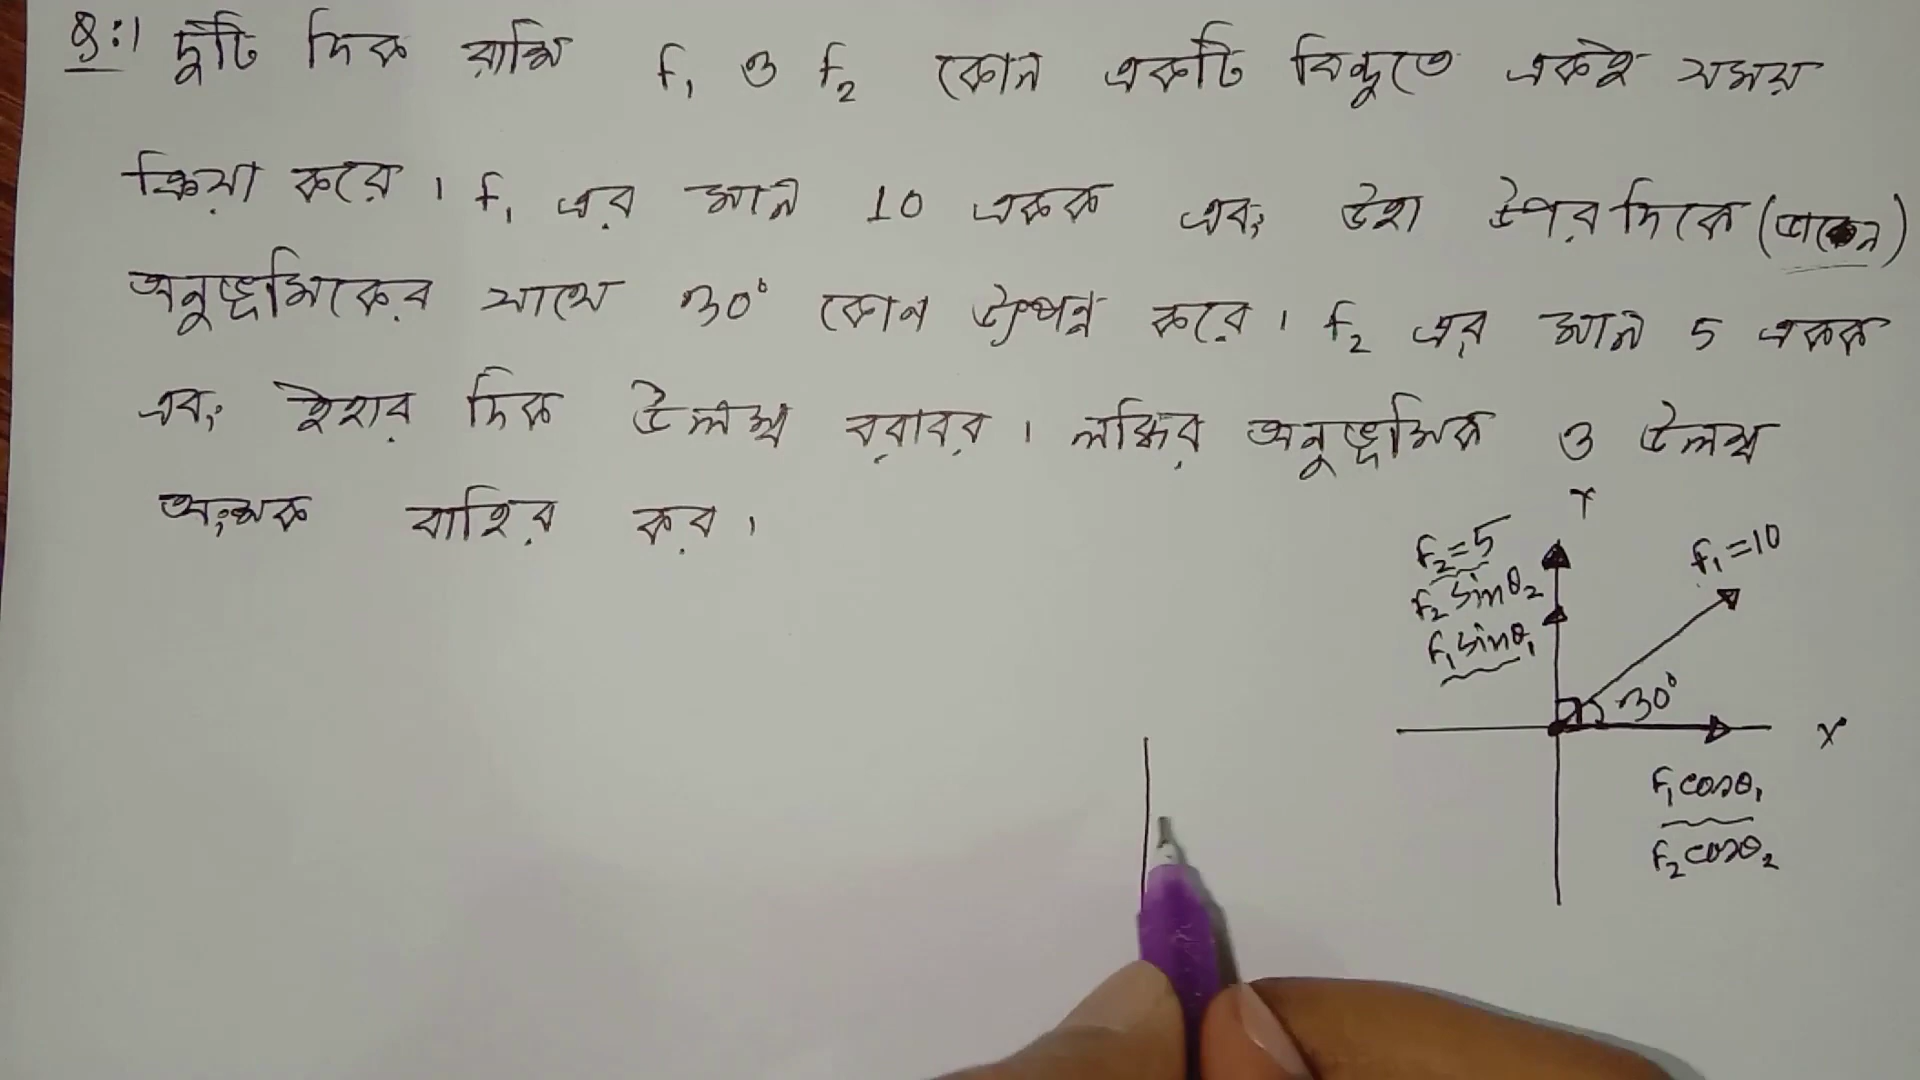 Q:1 দুটি দিক রাশি F₁ ও F₂ কোন একটি বিন্দুতে একই সময়
ক্রিয়া করে। F₁ এর মান 10 একক এবং উহা উপর দিকে
অনুভূমিকের সাথে 30° কোন উৎপন্ন করে। F₂ এর মান 5 একক
এবং ইহার দিক উলম্ব বরাবর। লব্ধির অনুভূমিক ও উলম্ব
অংশক বাহির কর।
Y
F₂=5
F₁=10
F₂ sinθ₂
F₁ sinθ₁
30°
X
F₁ cosθ₁
F₂ cosθ₂